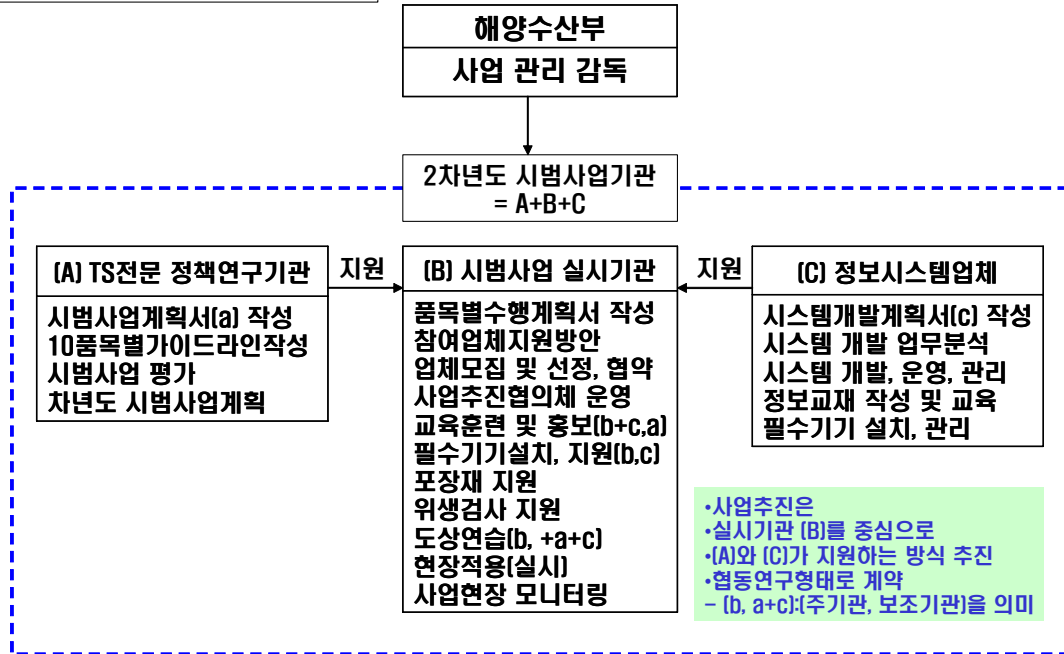 해양수산부
사업 관리 감독
2차년도 시범사업기관
= A+B+C
(A) TS전문 정책연구기관
시범사업계획서(a) 작성
10품목별가이드라인작성
시범사업 평가
차년도 시범사업계획
지원
(B) 시범사업 실시기관
품목별수행계획서 작성
참여업체지원방안
업체모집 및 선정, 협약
사업추진협의체 운영
교육훈련 및 홍보(b+c,a)
필수기기설치, 지원(b,c)
포장재 지원
위생검사 지원
도상연습(b, +a+c)
현장적용(실시)
사업현장 모니터링
지원
(C) 정보시스템업체
시스템개발계획서(c) 작성
시스템 개발 업무분석
시스템 개발, 운영, 관리
정보교재 작성 및 교육
필수기기 설치, 관리
•사업추진은
•실시기관 (B)를 중심으로
•(A)와 (C)가 지원하는 방식 추진
•협동연구형태로 계약
– (b, a+c):(주기관, 보조기관)을 의미